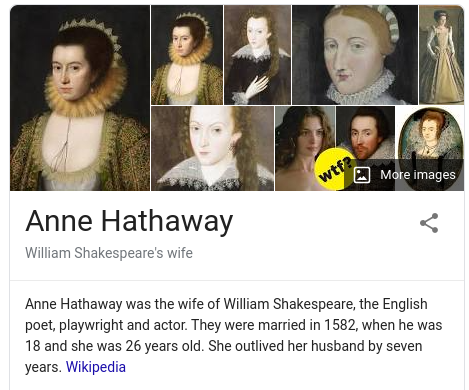 wtf?
More images
Anne Hathaway
William Shakespeare's wife
Anne Hathaway was the wife of William Shakespeare, the English
poet, playwright and actor. They were married in 1582, when he was
18 and she was 26 years old. She outlived her husband by seven
years. Wikipedia